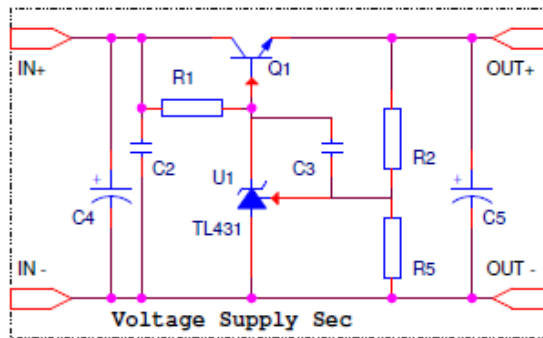 IN+
R1
Q1
OUT+
C2
C3
R2
U1
C4
TL431
C5
R5
IN -
OUT -
Voltage Supply Sec
+
+